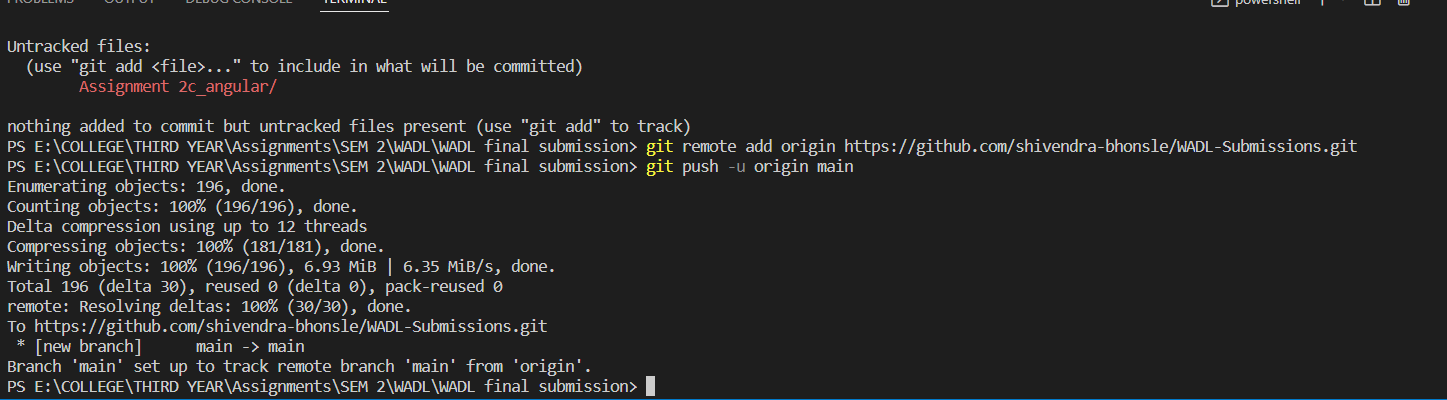 PROBLEMS OUTPUT DEBUG CONSOLE TERMINAL powershell
Untracked files:
  (use "git add <file>..." to include in what will be committed)
        Assignment 2c_angular/
nothing added to commit but untracked files present (use "git add" to track)
PS E:\COLLEGE\THIRD YEAR\Assignments\SEM 2\WADL\WADL final submission> git remote add origin https://github.com/shivendra-bhonsle/WADL-Submissions.git
PS E:\COLLEGE\THIRD YEAR\Assignments\SEM 2\WADL\WADL final submission> git push -u origin main
Enumerating objects: 196, done.
Counting objects: 100% (196/196), done.
Delta compression using up to 12 threads
Compressing objects: 100% (181/181), done.
Writing objects: 100% (196/196), 6.93 MiB | 6.35 MiB/s, done.
Total 196 (delta 30), reused 0 (delta 0), pack-reused 0
remote: Resolving deltas: 100% (30/30), done.
To https://github.com/shivendra-bhonsle/WADL-Submissions.git
 * [new branch]      main -> main
Branch 'main' set up to track remote branch 'main' from 'origin'.
PS E:\COLLEGE\THIRD YEAR\Assignments\SEM 2\WADL\WADL final submission>